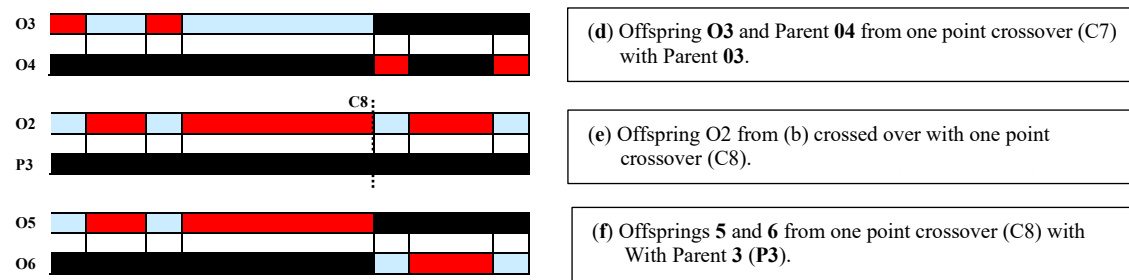 O3
O4
(d) Offspring O3 and Parent 04 from one point crossover (C7)
with Parent 03.
C8
O2
P3
(e) Offspring O2 from (b) crossed over with one point
crossover (C8).
O5
O6
(f) Offsprings 5 and 6 from one point crossover (C8) with
With Parent 3 (P3).